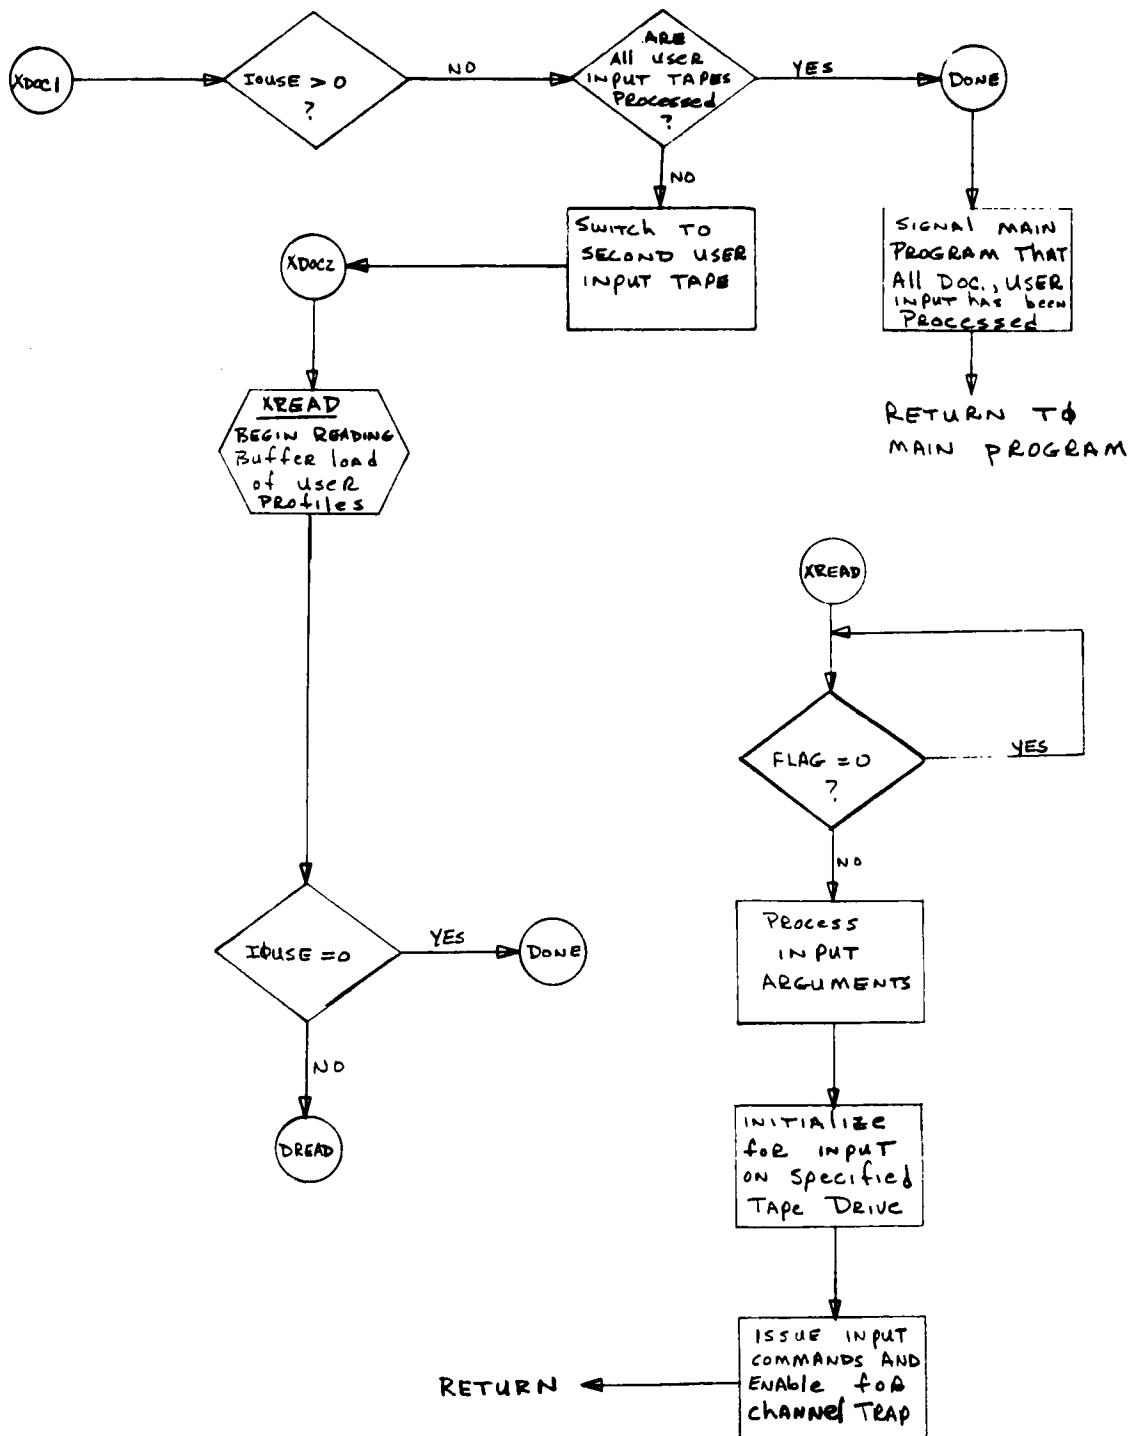 XDOC1
IOUSE > 0
?
NO
ARE
All USER
INPUT TAPES
Processed
?
YES
DONE
NO
SWITCH TO
SECOND USER
INPUT TAPE
XDOC2
SIGNAL MAIN
PROGRAM THAT
All DOC., USER
INPUT has been
Processed
RETURN TØ
MAIN PROGRAM
XREAD
BEGIN READING
Buffer load
of USER
PROfiles
XREAD
FLAG = 0
?
YES
NO
IØUSE = 0
YES
DONE
NO
DREAD
Process
INPUT
ARGUMENTS
INITIAlIZE
foR INPUT
ON Specified
TAPE DRIVE
ISSUE INPUT
COMMANDS AND
ENAble foR
ChANNEl TRAP
RETURN